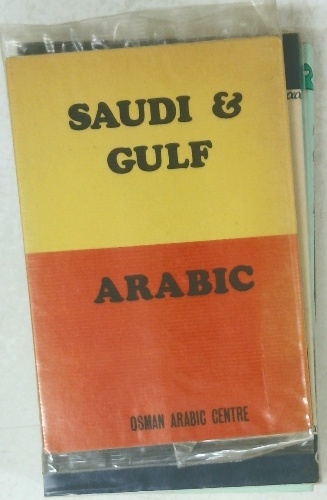 SAUDI &
GULF
ARABIC
OSMAN ARABIC CENTRE